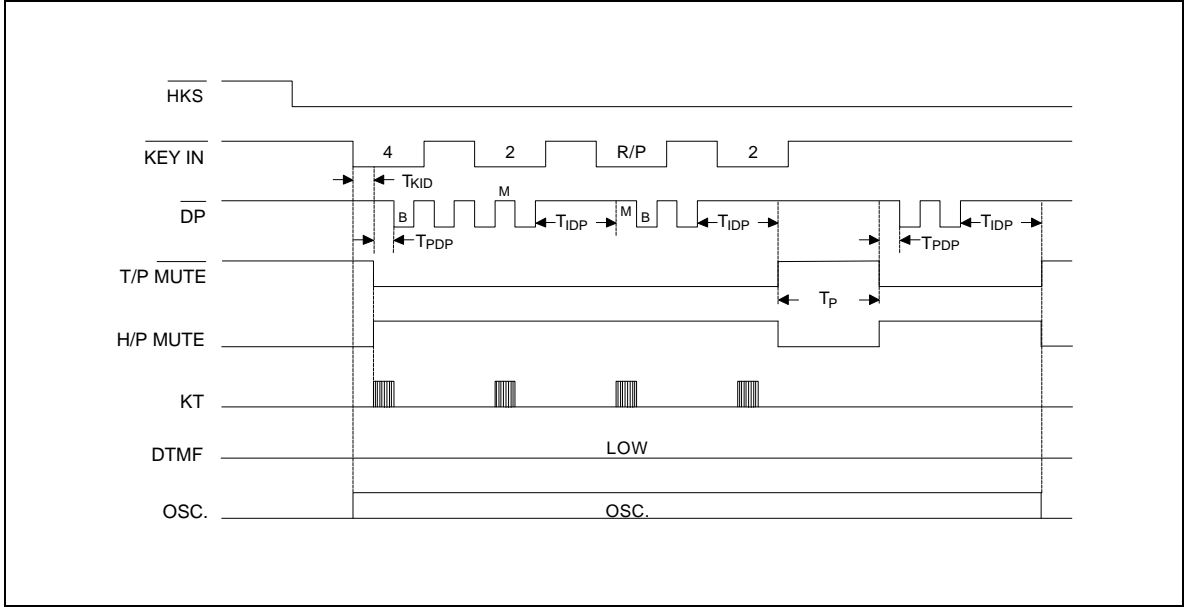 HKS
KEY IN 4 2 R/P 2
TKID
M
DP B TIDP M B TIDP TIDP
TPDP TPDP
T/P MUTE
TP
H/P MUTE
KT
LOW
DTMF
OSC. OSC.